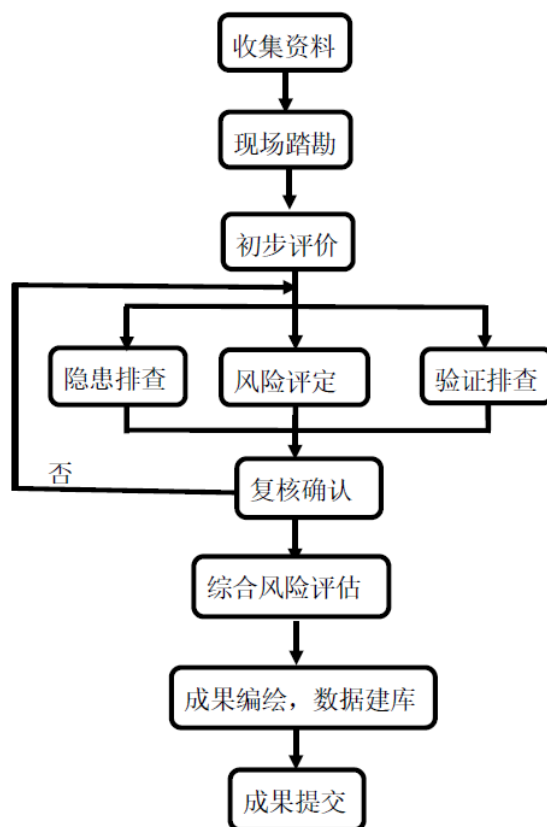 收集资料
现场踏勘
初步评价
隐患排查
风险评定
验证排查
否
复核确认
综合风险评估
成果编绘，数据建库
成果提交